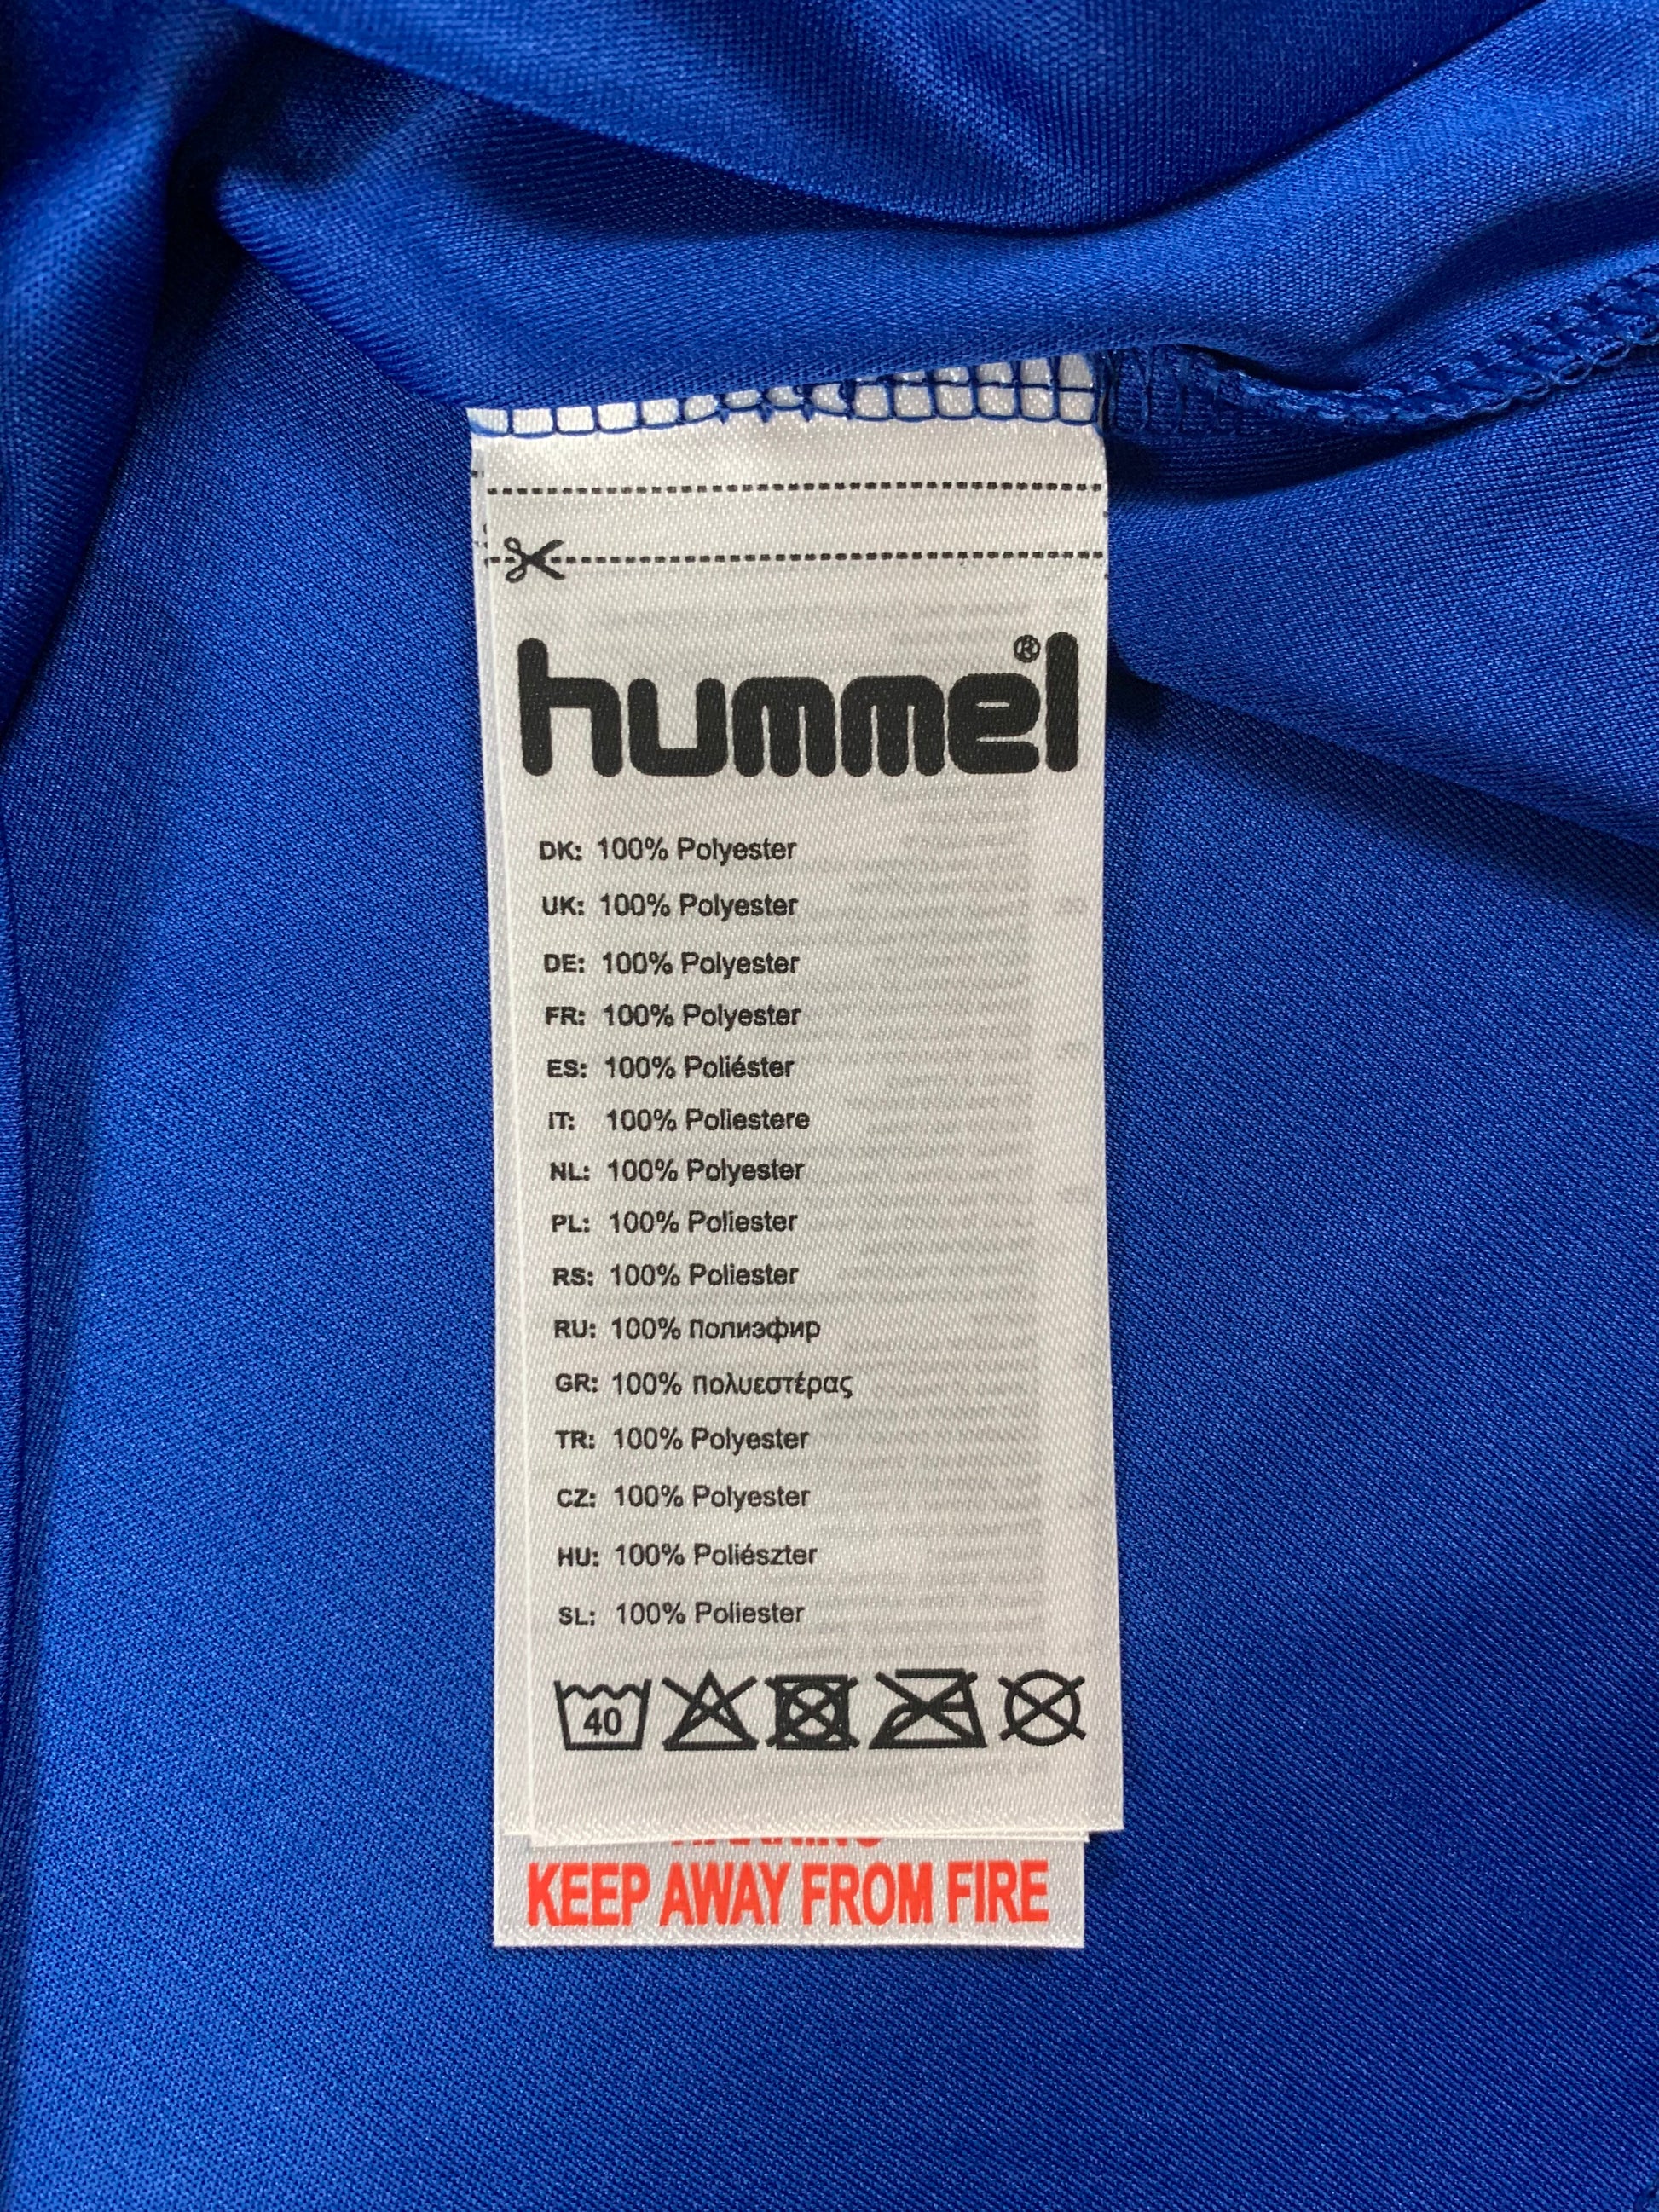 hummel®
DK: 100% Polyester
UK: 100% Polyester
DE: 100% Polyester
FR: 100% Polyester
ES: 100% Poliéster
IT: 100% Poliestere
NL: 100% Polyester
PL: 100% Poliester
RS: 100% Poliester
RU: 100% Полиэфир
GR: 100% πολυεστέρας
TR: 100% Polyester
CZ: 100% Polyester
HU: 100% Poliészter
SL: 100% Poliester
40
KEEP AWAY FROM FIRE